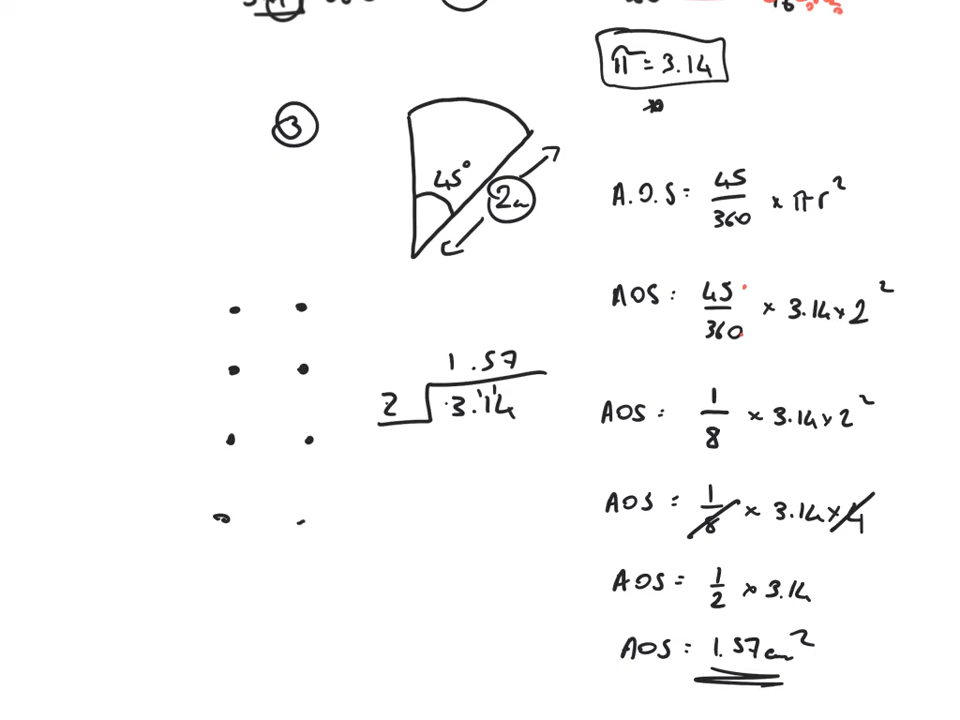 π = 3.14
3
45°
2cm
A.O.S = 45/360 × πr²
AOS = 45/360 × 3.14 × 2²
1.57
2 3.14
AOS = 1/8 × 3.14 × 2²
AOS = 1/8 × 3.14 × 4
AOS = 1/2 × 3.14
AOS = 1.57cm²